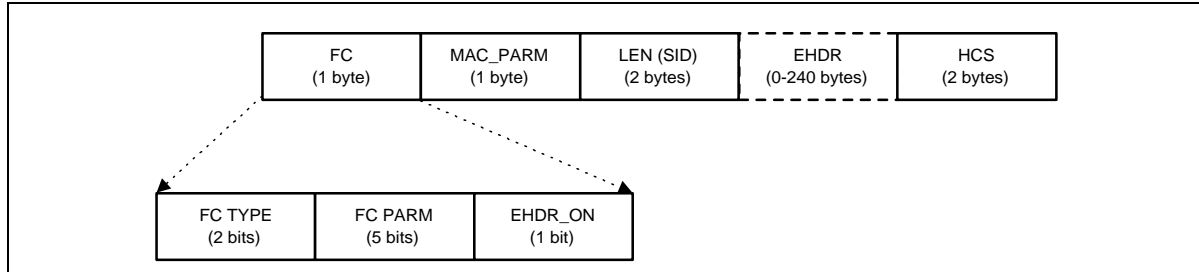 FC
(1 byte)
MAC_PARM
(1 byte)
LEN (SID)
(2 bytes)
EHDR
(0-240 bytes)
HCS
(2 bytes)
FC TYPE
(2 bits)
FC PARM
(5 bits)
EHDR_ON
(1 bit)